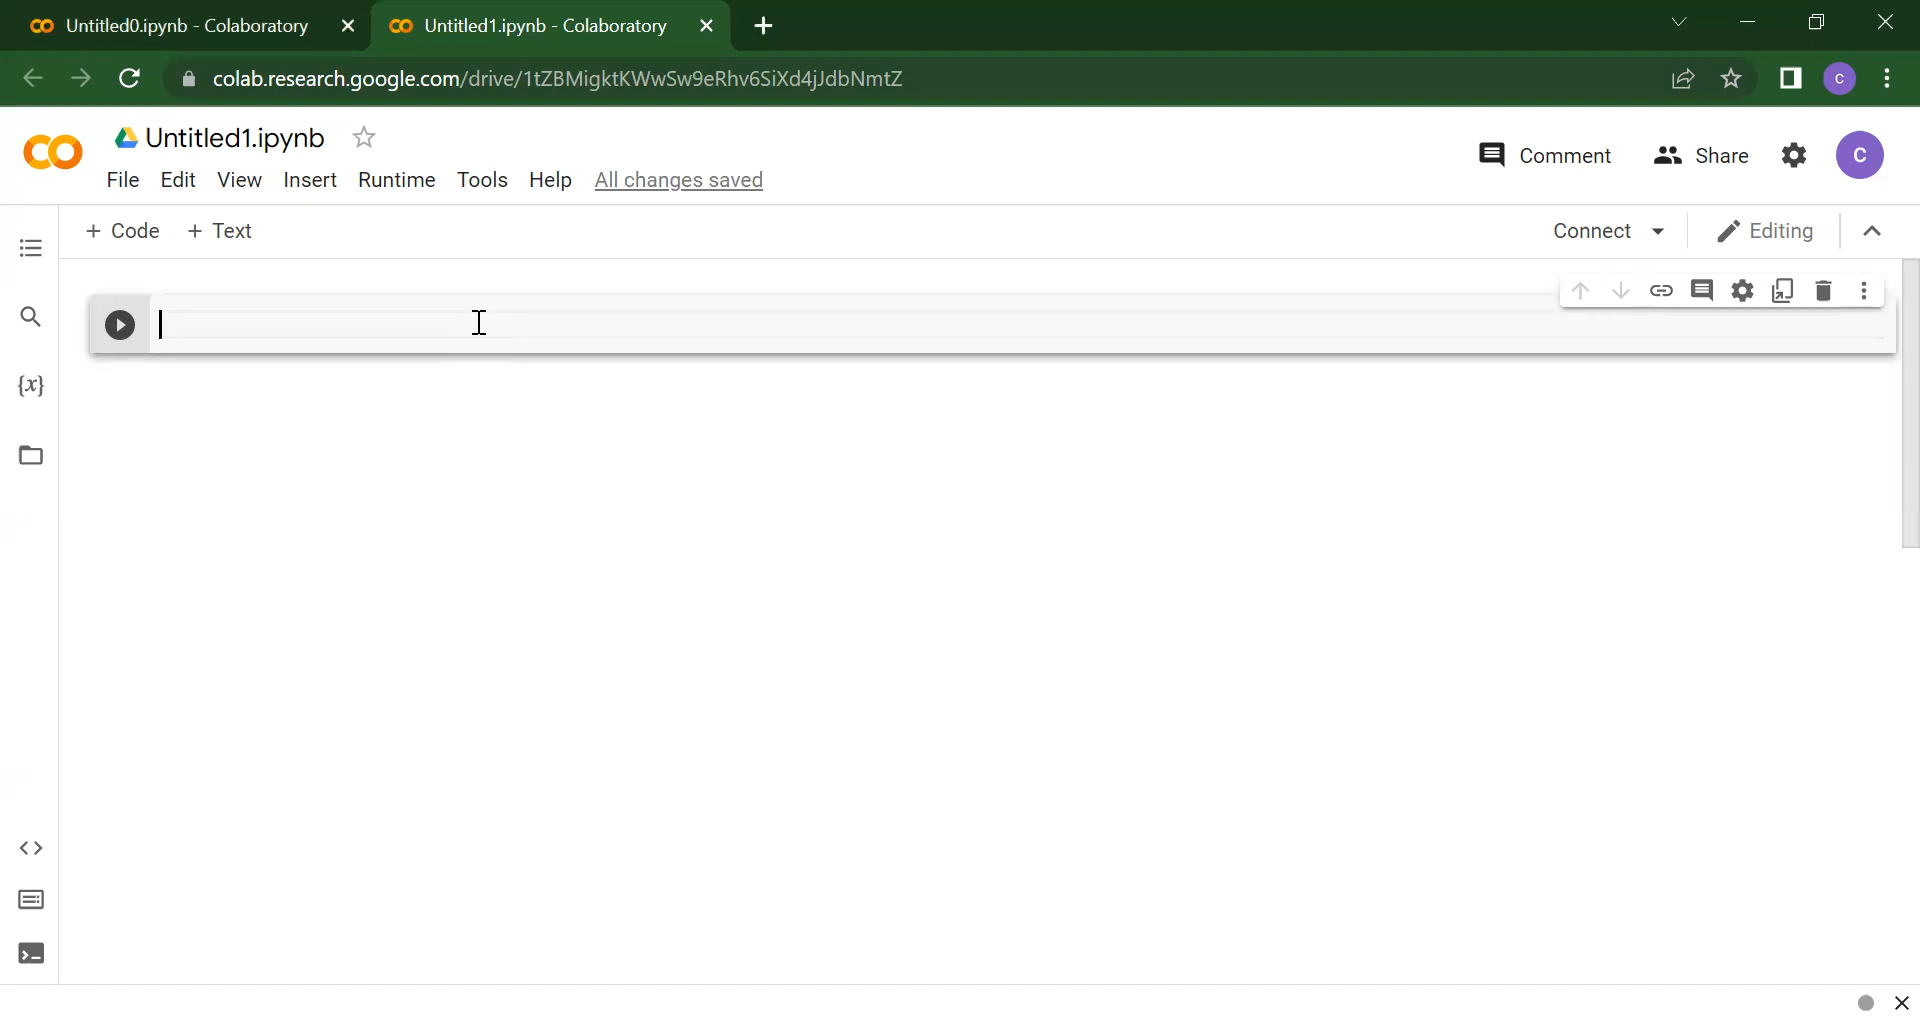 Untitled0.ipynb - Colaboratory
Untitled1.ipynb - Colaboratory
colab.research.google.com/drive/1tZBMigktKWwSw9eRhv6SiXd4jJdbNmtZ
C
Untitled1.ipynb
Comment
Share
C
File Edit View Insert Runtime Tools Help All changes saved
+ Code + Text
Connect
Editing
{x}